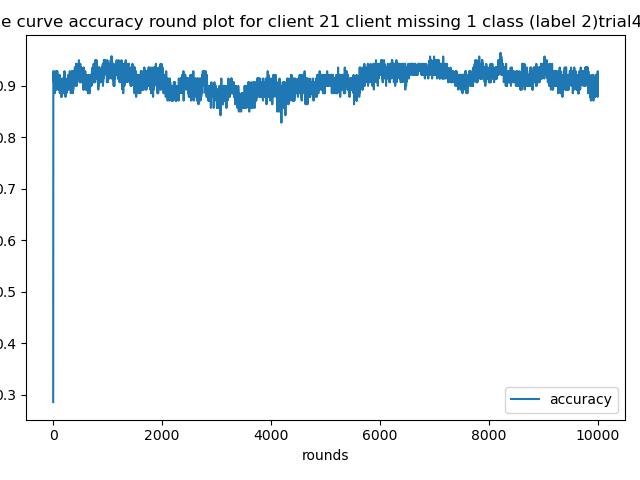 e curve accuracy round plot for client 21 client missing 1 class (label 2)trial4
0.9
0.8
0.7
0.6
0.5
0.4
0.3
accuracy
0 2000 4000 6000 8000 10000
rounds